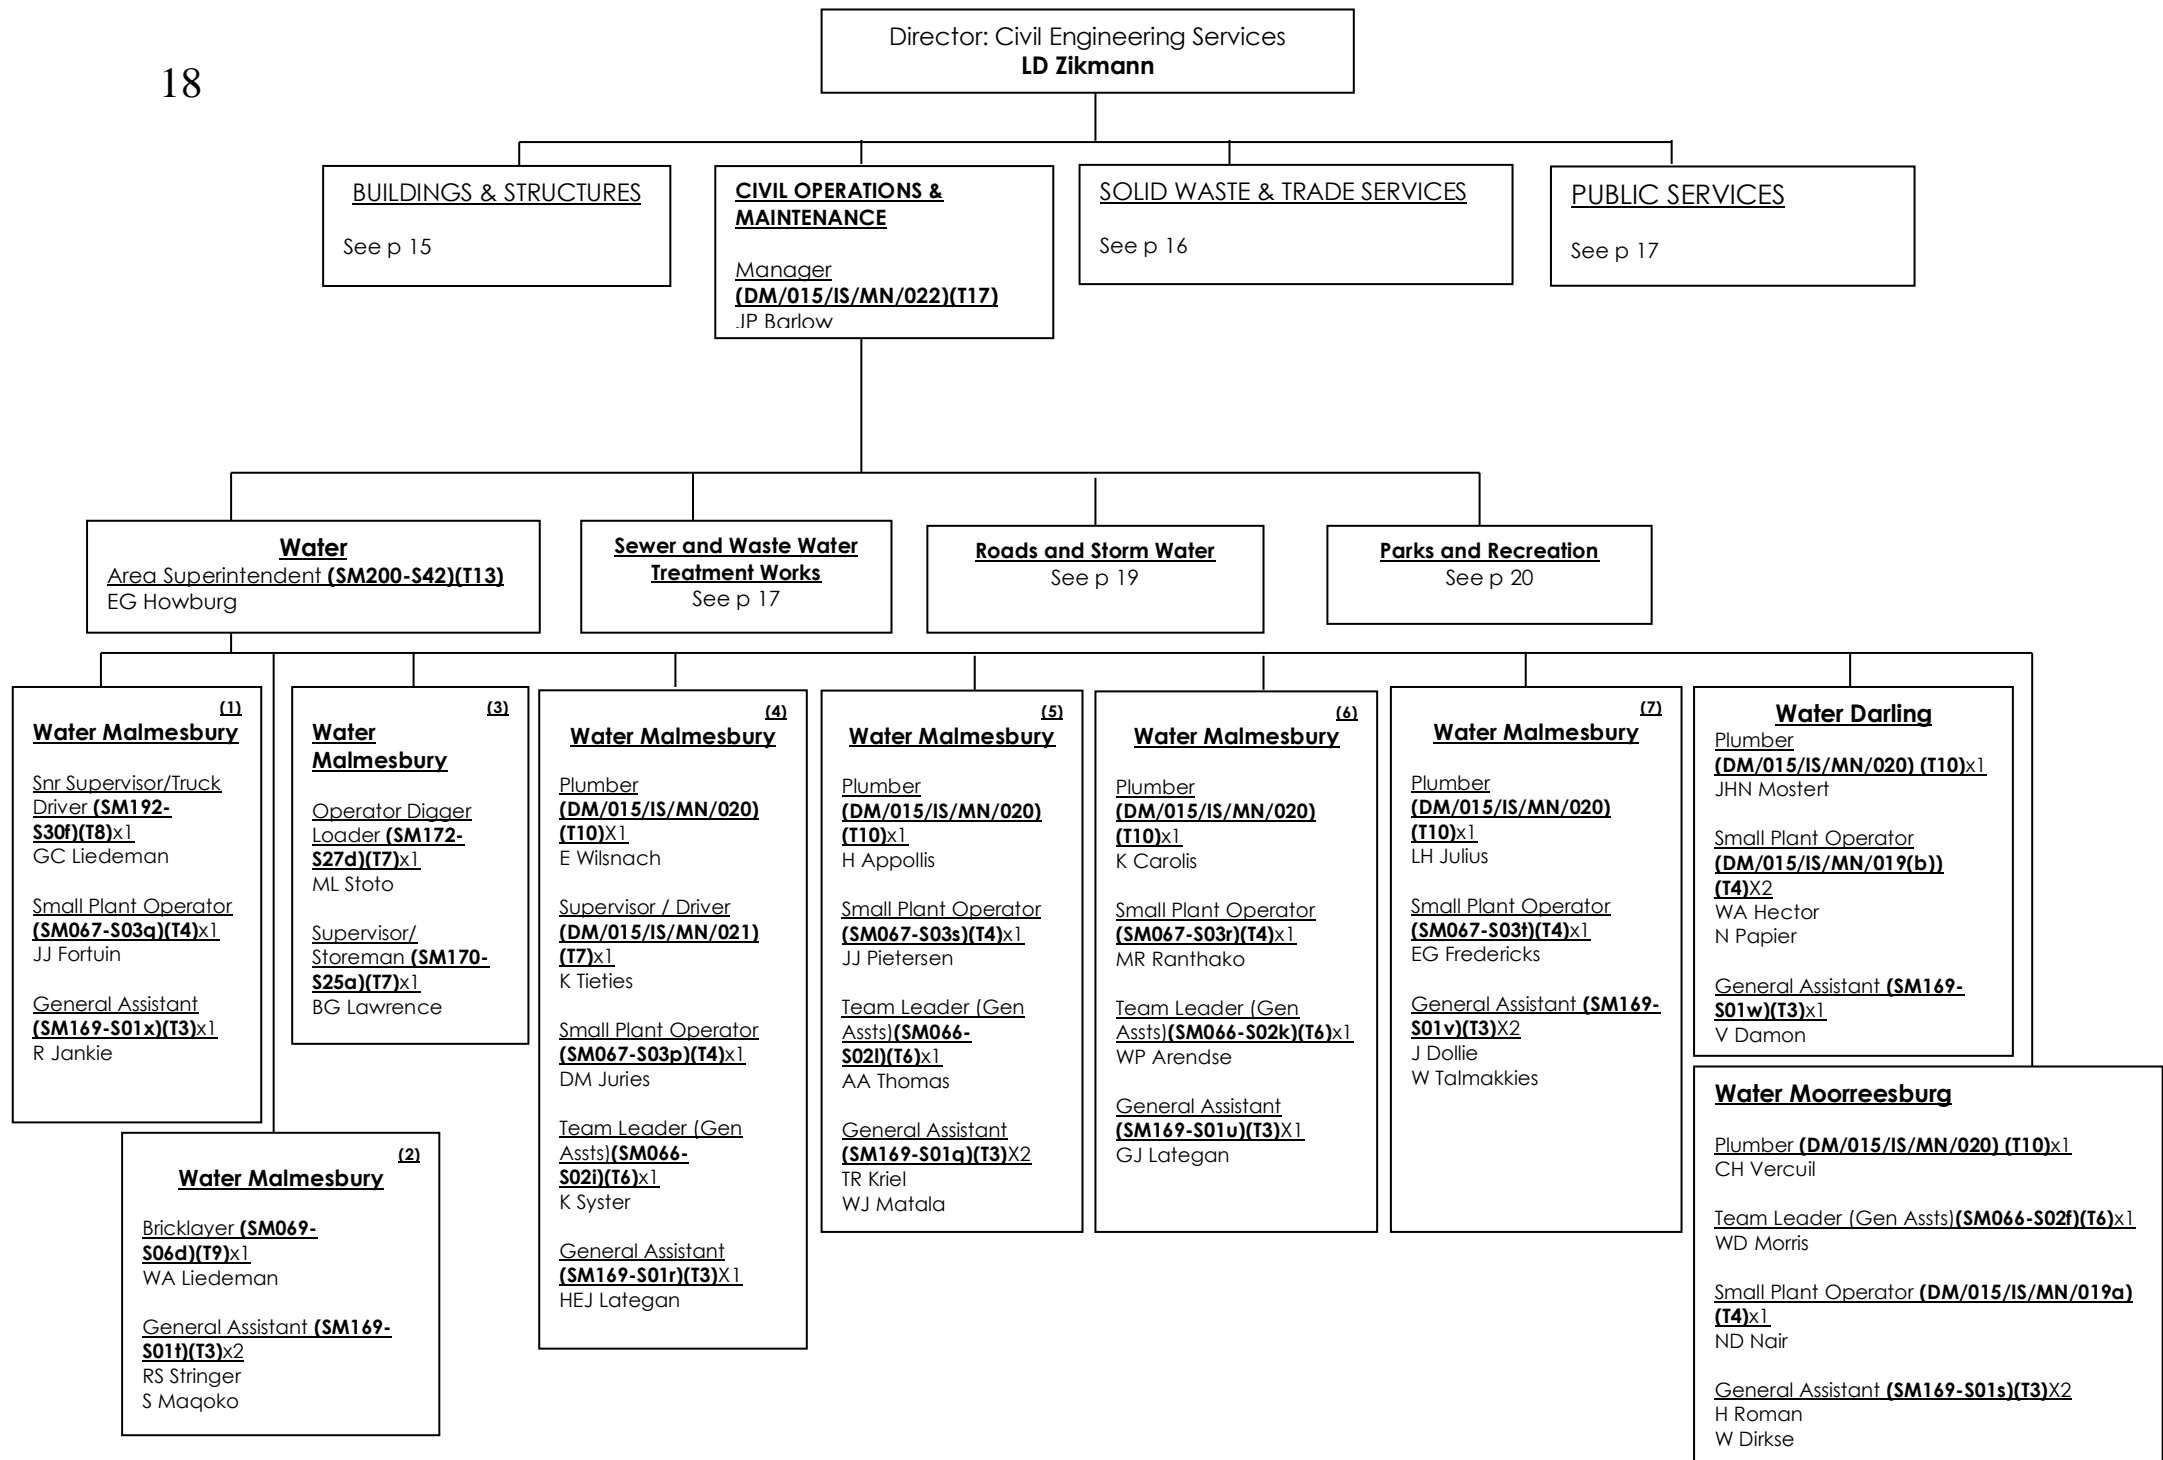 18
Director: Civil Engineering Services
LD Zikmann
BUILDINGS & STRUCTURES
See p 15
CIVIL OPERATIONS &
MAINTENANCE
Manager
(DM/015/IS/MN/022)(T17)
JP Barlow
SOLID WASTE & TRADE SERVICES
See p 16
PUBLIC SERVICES
See p 17
Water
Area Superintendent (SM200-S42)(T13)
EG Howburg
Sewer and Waste Water
Treatment Works
See p 17
Roads and Storm Water
See p 19
Parks and Recreation
See p 20
(1)
Water Malmesbury
Snr Supervisor/Truck
Driver (SM192-
S30f)(T8)x1
GC Liedeman
Small Plant Operator
(SM067-S03q)(T4)x1
JJ Fortuin
General Assistant
(SM169-S01x)(T3)x1
R Jankie
(2)
Water Malmesbury
Bricklayer (SM069-
S06d)(T9)x1
WA Liedeman
General Assistant (SM169-
S01t)(T3)x2
RS Stringer
S Maqoko
(3)
Water
Malmesbury
Operator Digger
Loader (SM172-
S27d)(T7)x1
ML Stoto
Supervisor/
Storeman (SM170-
S25a)(T7)x1
BG Lawrence
(4)
Water Malmesbury
Plumber
(DM/015/IS/MN/020)
(T10)X1
E Wilsnach
Supervisor / Driver
(DM/015/IS/MN/021)
(T7)x1
K Tieties
Small Plant Operator
(SM067-S03p)(T4)x1
DM Juries
Team Leader (Gen
Assts)(SM066-
S02i)(T6)x1
K Syster
General Assistant
(SM169-S01r)(T3)X1
HEJ Lategan
(5)
Water Malmesbury
Plumber
(DM/015/IS/MN/020)
(T10)x1
H Appollis
Small Plant Operator
(SM067-S03s)(T4)x1
JJ Pietersen
Team Leader (Gen
Assts)(SM066-
S02l)(T6)x1
AA Thomas
General Assistant
(SM169-S01q)(T3)X2
TR Kriel
WJ Matala
(6)
Water Malmesbury
Plumber
(DM/015/IS/MN/020)
(T10)x1
K Carolis
Small Plant Operator
(SM067-S03r)(T4)x1
MR Ranthako
Team Leader (Gen
Assts)(SM066-S02k)(T6)x1
WP Arendse
General Assistant
(SM169-S01u)(T3)X1
GJ Lategan
(7)
Water Malmesbury
Plumber
(DM/015/IS/MN/020)
(T10)x1
LH Julius
Small Plant Operator
(SM067-S03t)(T4)x1
EG Fredericks
General Assistant (SM169-
S01v)(T3)X2
J Dollie
W Talmakkies
Water Darling
Plumber
(DM/015/IS/MN/020) (T10)x1
JHN Mostert
Small Plant Operator
(DM/015/IS/MN/019(b))
(T4)X2
WA Hector
N Papier
General Assistant (SM169-
S01w)(T3)x1
V Damon
Water Moorreesburg
Plumber (DM/015/IS/MN/020) (T10)x1
CH Vercuil
Team Leader (Gen Assts)(SM066-S02f)(T6)x1
WD Morris
Small Plant Operator (DM/015/IS/MN/019a)
(T4)x1
ND Nair
General Assistant (SM169-S01s)(T3)X2
H Roman
W Dirkse